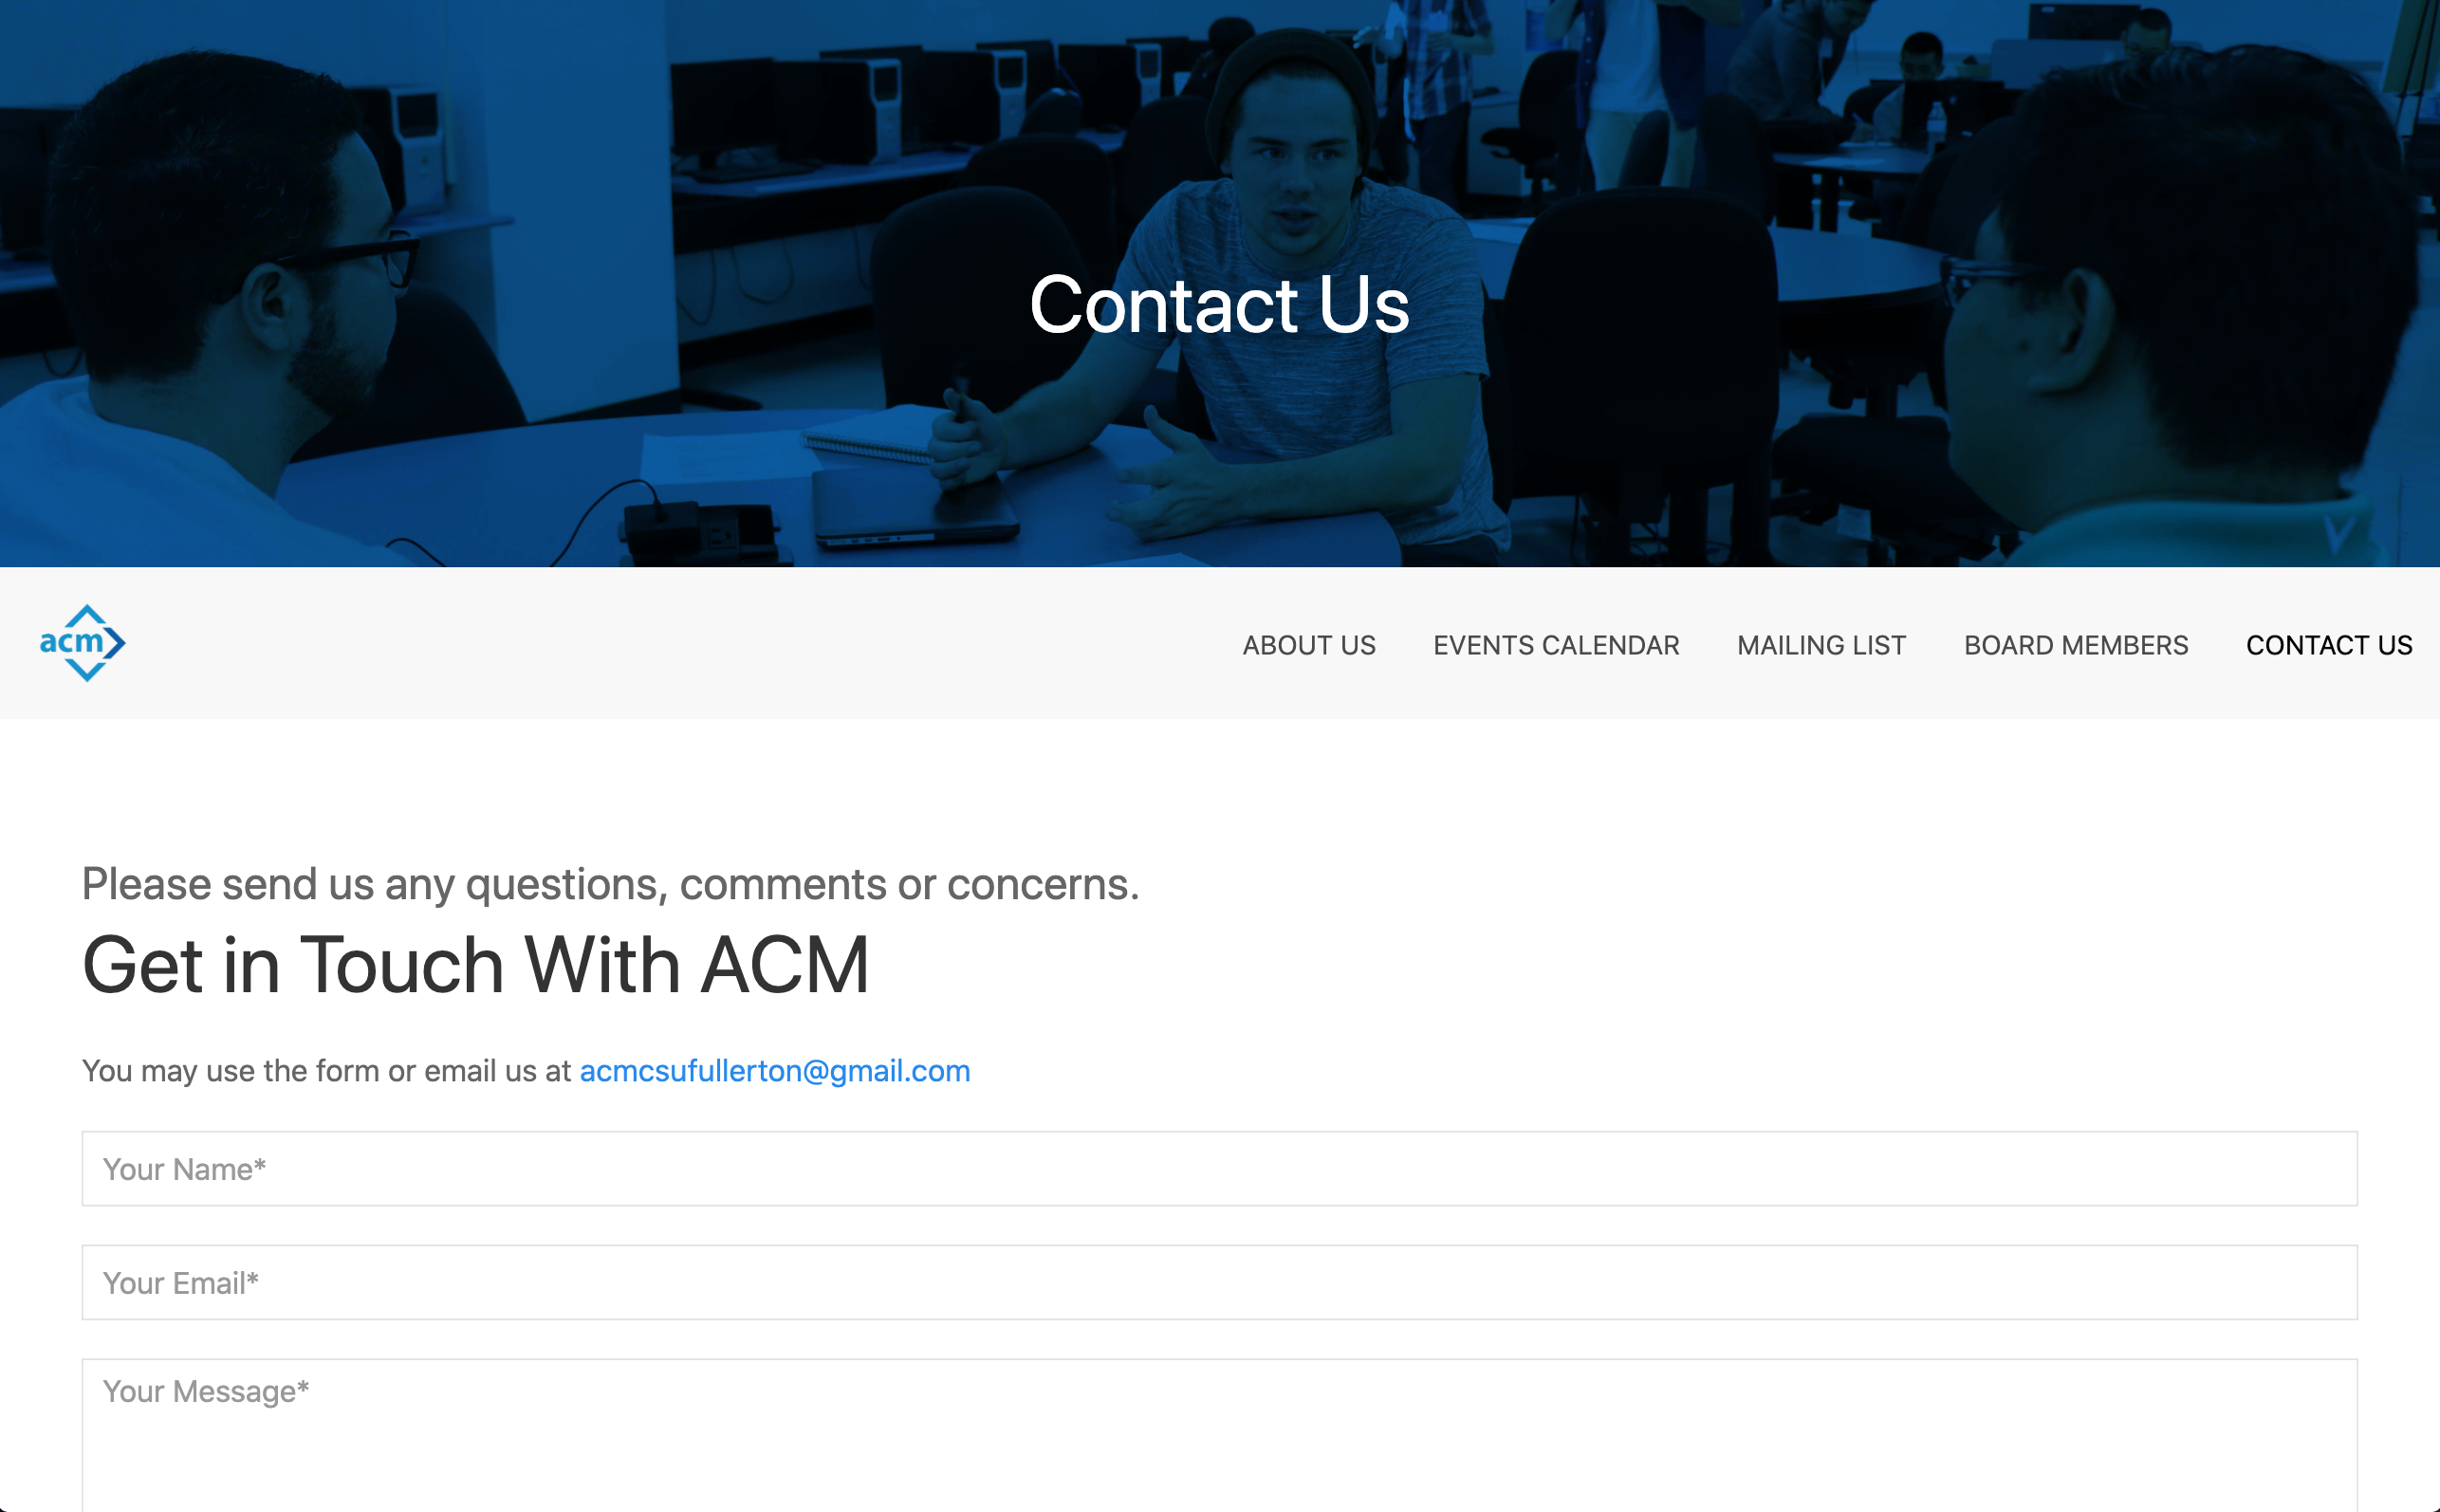 Contact Us
acm
ABOUT US EVENTS CALENDAR MAILING LIST BOARD MEMBERS CONTACT US
Please send us any questions, comments or concerns.
Get in Touch With ACM
You may use the form or email us at acmcsufullerton@gmail.com
Your Name*
Your Email*
Your Message*